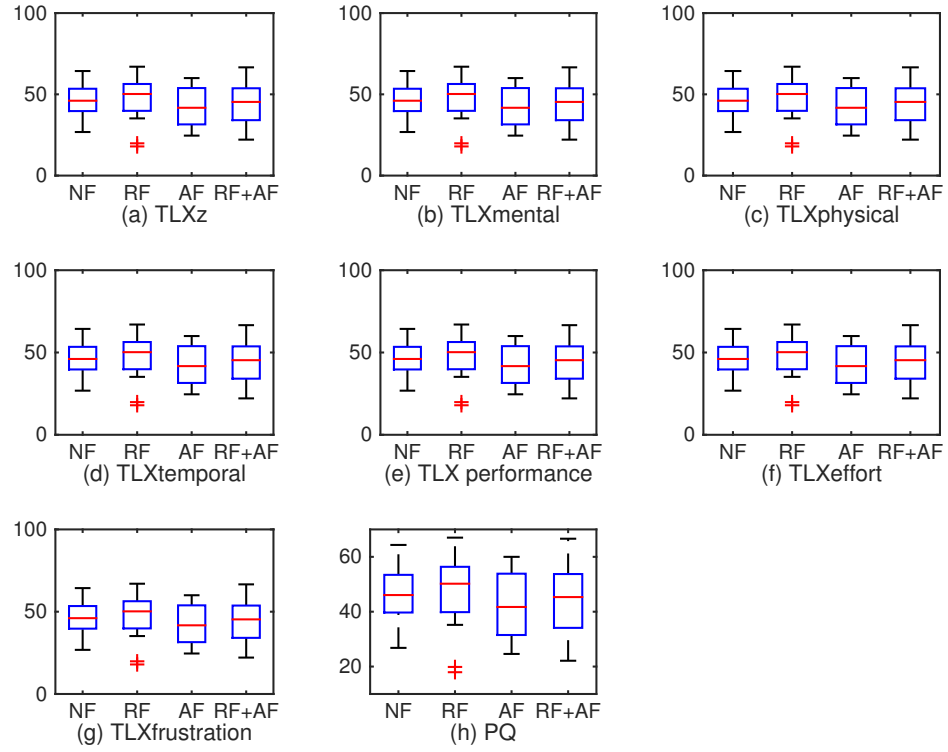 100
50
0
NF RF AF RF+AF
(a) TLXz
100
50
0
NF RF AF RF+AF
(b) TLXmental
100
50
0
NF RF AF RF+AF
(c) TLXphysical
100
50
0
NF RF AF RF+AF
(d) TLXtemporal
100
50
0
NF RF AF RF+AF
(e) TLX performance
100
50
0
NF RF AF RF+AF
(f) TLXeffort
100
50
0
NF RF AF RF+AF
(g) TLXfrustration
60
40
20
NF RF AF RF+AF
(h) PQ